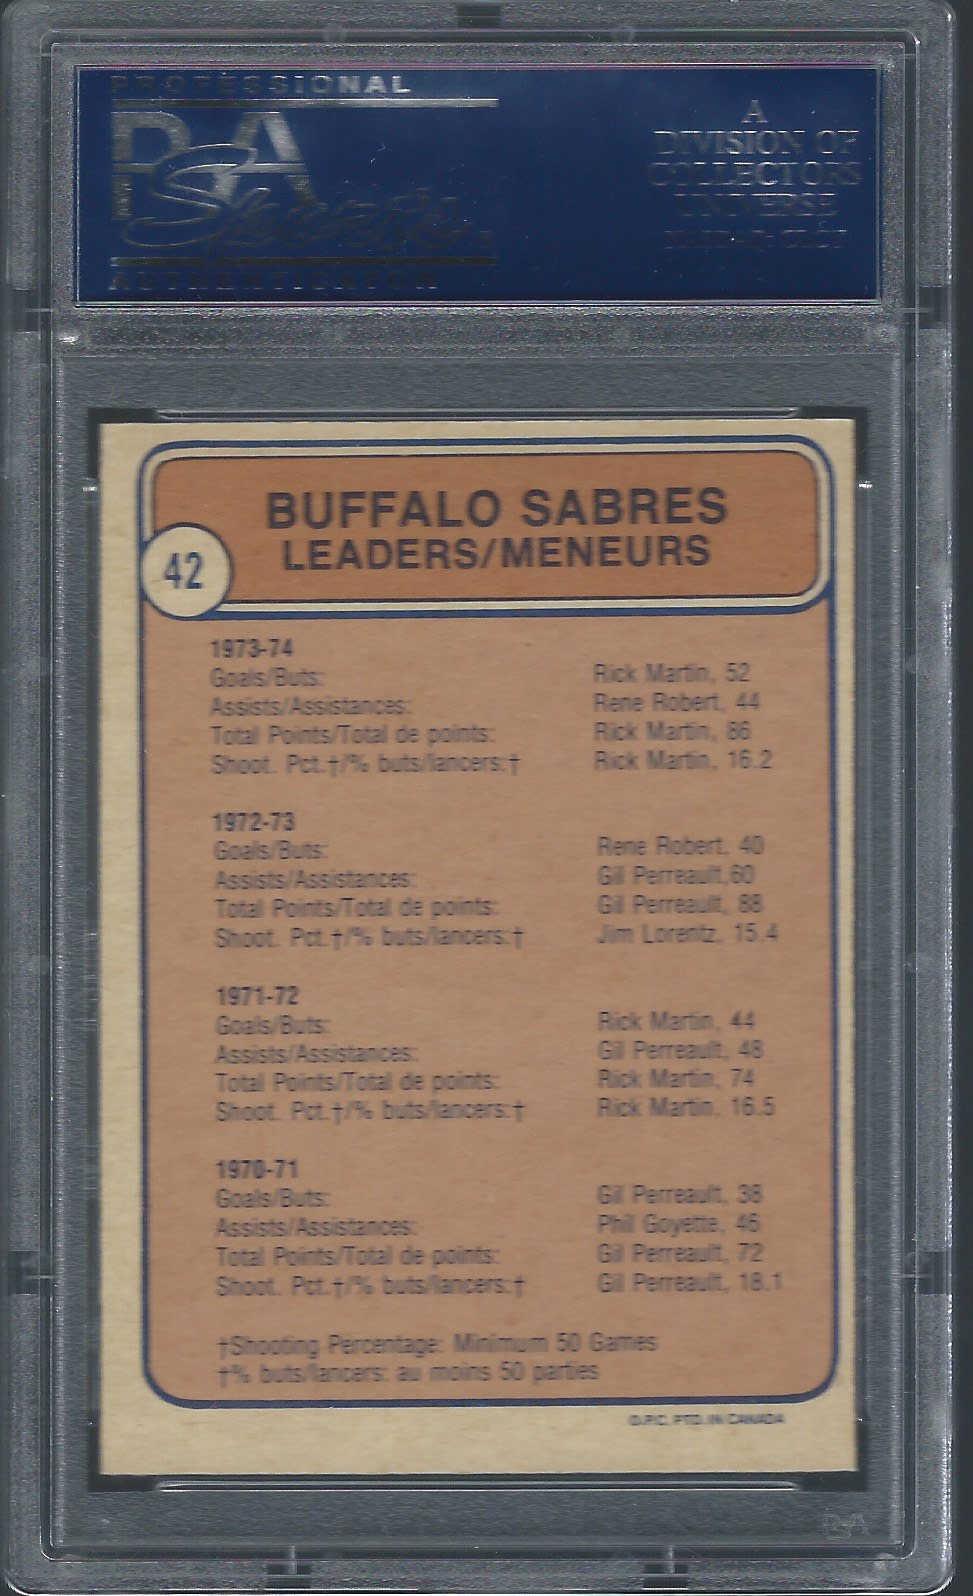 PROFESSIONAL
PSA
Sports
AUTHENTICATOR
A
DIVISION OF
COLLECTORS
UNIVERSE
NASDAQ: CLCT
BUFFALO SABRES
LEADERS/MENEURS
42
1973-74
Goals/Buts: Rick Martin, 52
Assists/Assistances: Rene Robert, 44
Total Points/Total de points: Rick Martin, 86
Shoot. Pct.†/% buts/lancers:† Rick Martin, 16.2
1972-73
Goals/Buts: Rene Robert, 40
Assists/Assistances: Gil Perreault,60
Total Points/Total de points: Gil Perreault, 88
Shoot. Pct.†/% buts/lancers:† Jim Lorentz, 15.4
1971-72
Goals/Buts: Rick Martin, 44
Assists/Assistances: Gil Perreault, 48
Total Points/Total de points: Rick Martin, 74
Shoot. Pct.†/% buts/lancers:† Rick Martin, 16.5
1970-71
Goals/Buts: Gil Perreault, 38
Assists/Assistances: Phil Goyette, 46
Total Points/Total de points: Gil Perreault, 72
Shoot. Pct.†/% buts/lancers:† Gil Perreault, 18.1
†Shooting Percentage: Minimum 50 Games
†% buts/lancers: au moins 50 parties
O.P.C. PTD. IN CANADA
PSA